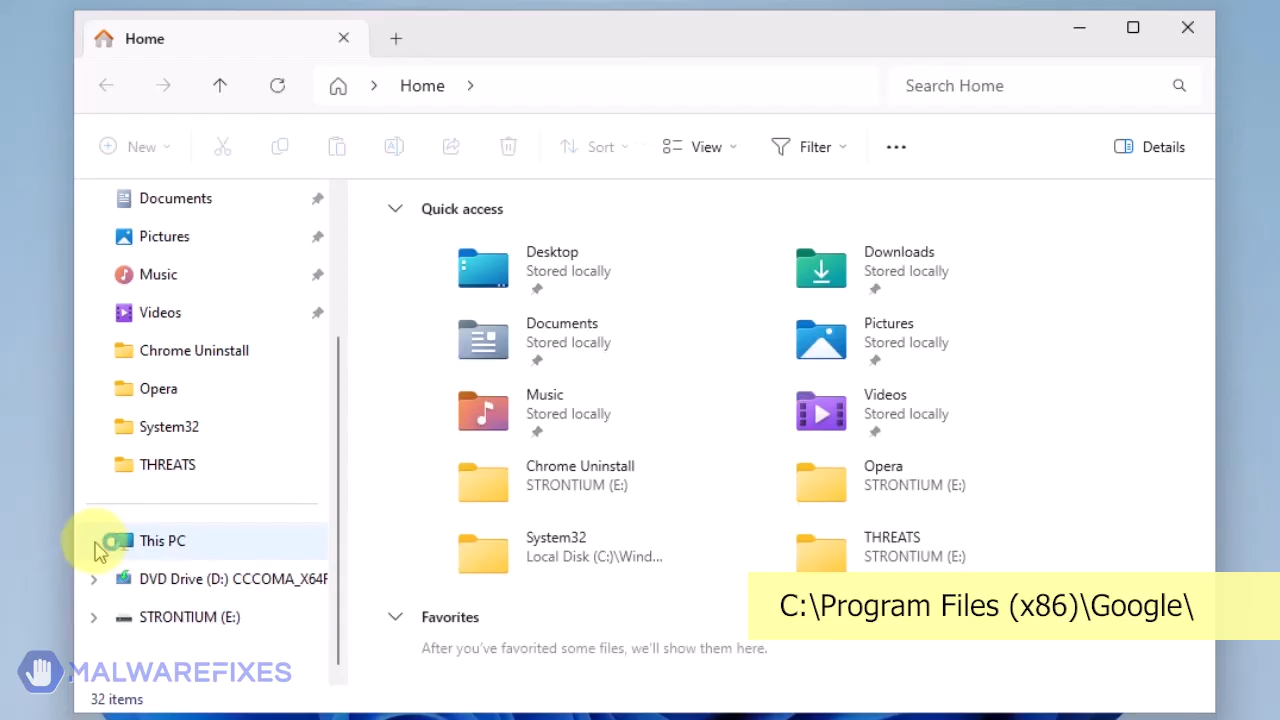 Home
Home
Search Home
New
Sort
View
Filter
Details
Documents
Pictures
Music
Videos
Chrome Uninstall
Opera
System32
THREATS
This PC
DVD Drive (D:) CCCOMA_X64F
STRONTIUM (E:)
Quick access
Desktop
Stored locally
Downloads
Stored locally
Documents
Stored locally
Pictures
Stored locally
Music
Stored locally
Videos
Stored locally
Chrome Uninstall
STRONTIUM (E:)
Opera
STRONTIUM (E:)
System32
Local Disk (C:)\Wind...
THREATS
STRONTIUM (E:)
Favorites
After you've favorited some files, we'll show them here.
C:\Program Files (x86)\Google\
MALWAREFIXES
32 items